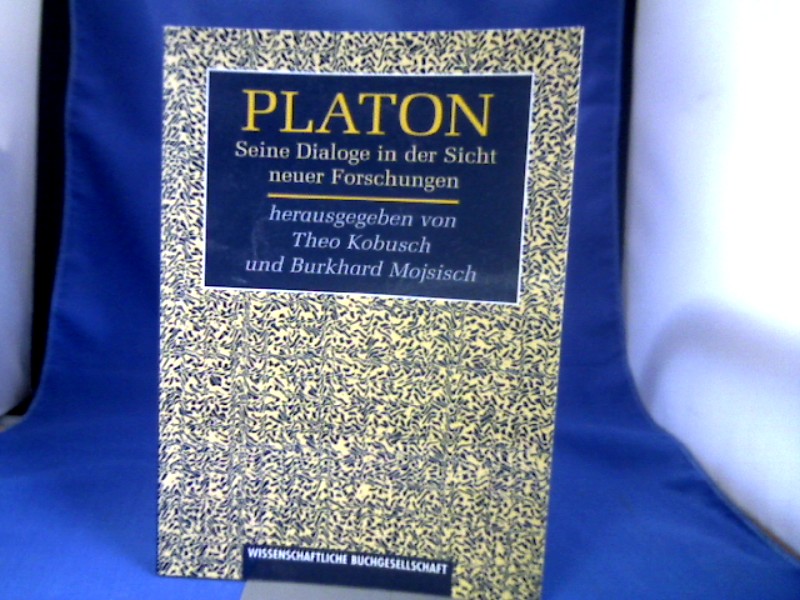 PLATON
Seine Dialoge in der Sicht
neuer Forschungen
herausgegeben von
Theo Kobusch
und Burkhard Mojsisch
WISSENSCHAFTLICHE BUCHGESELLSCHAFT